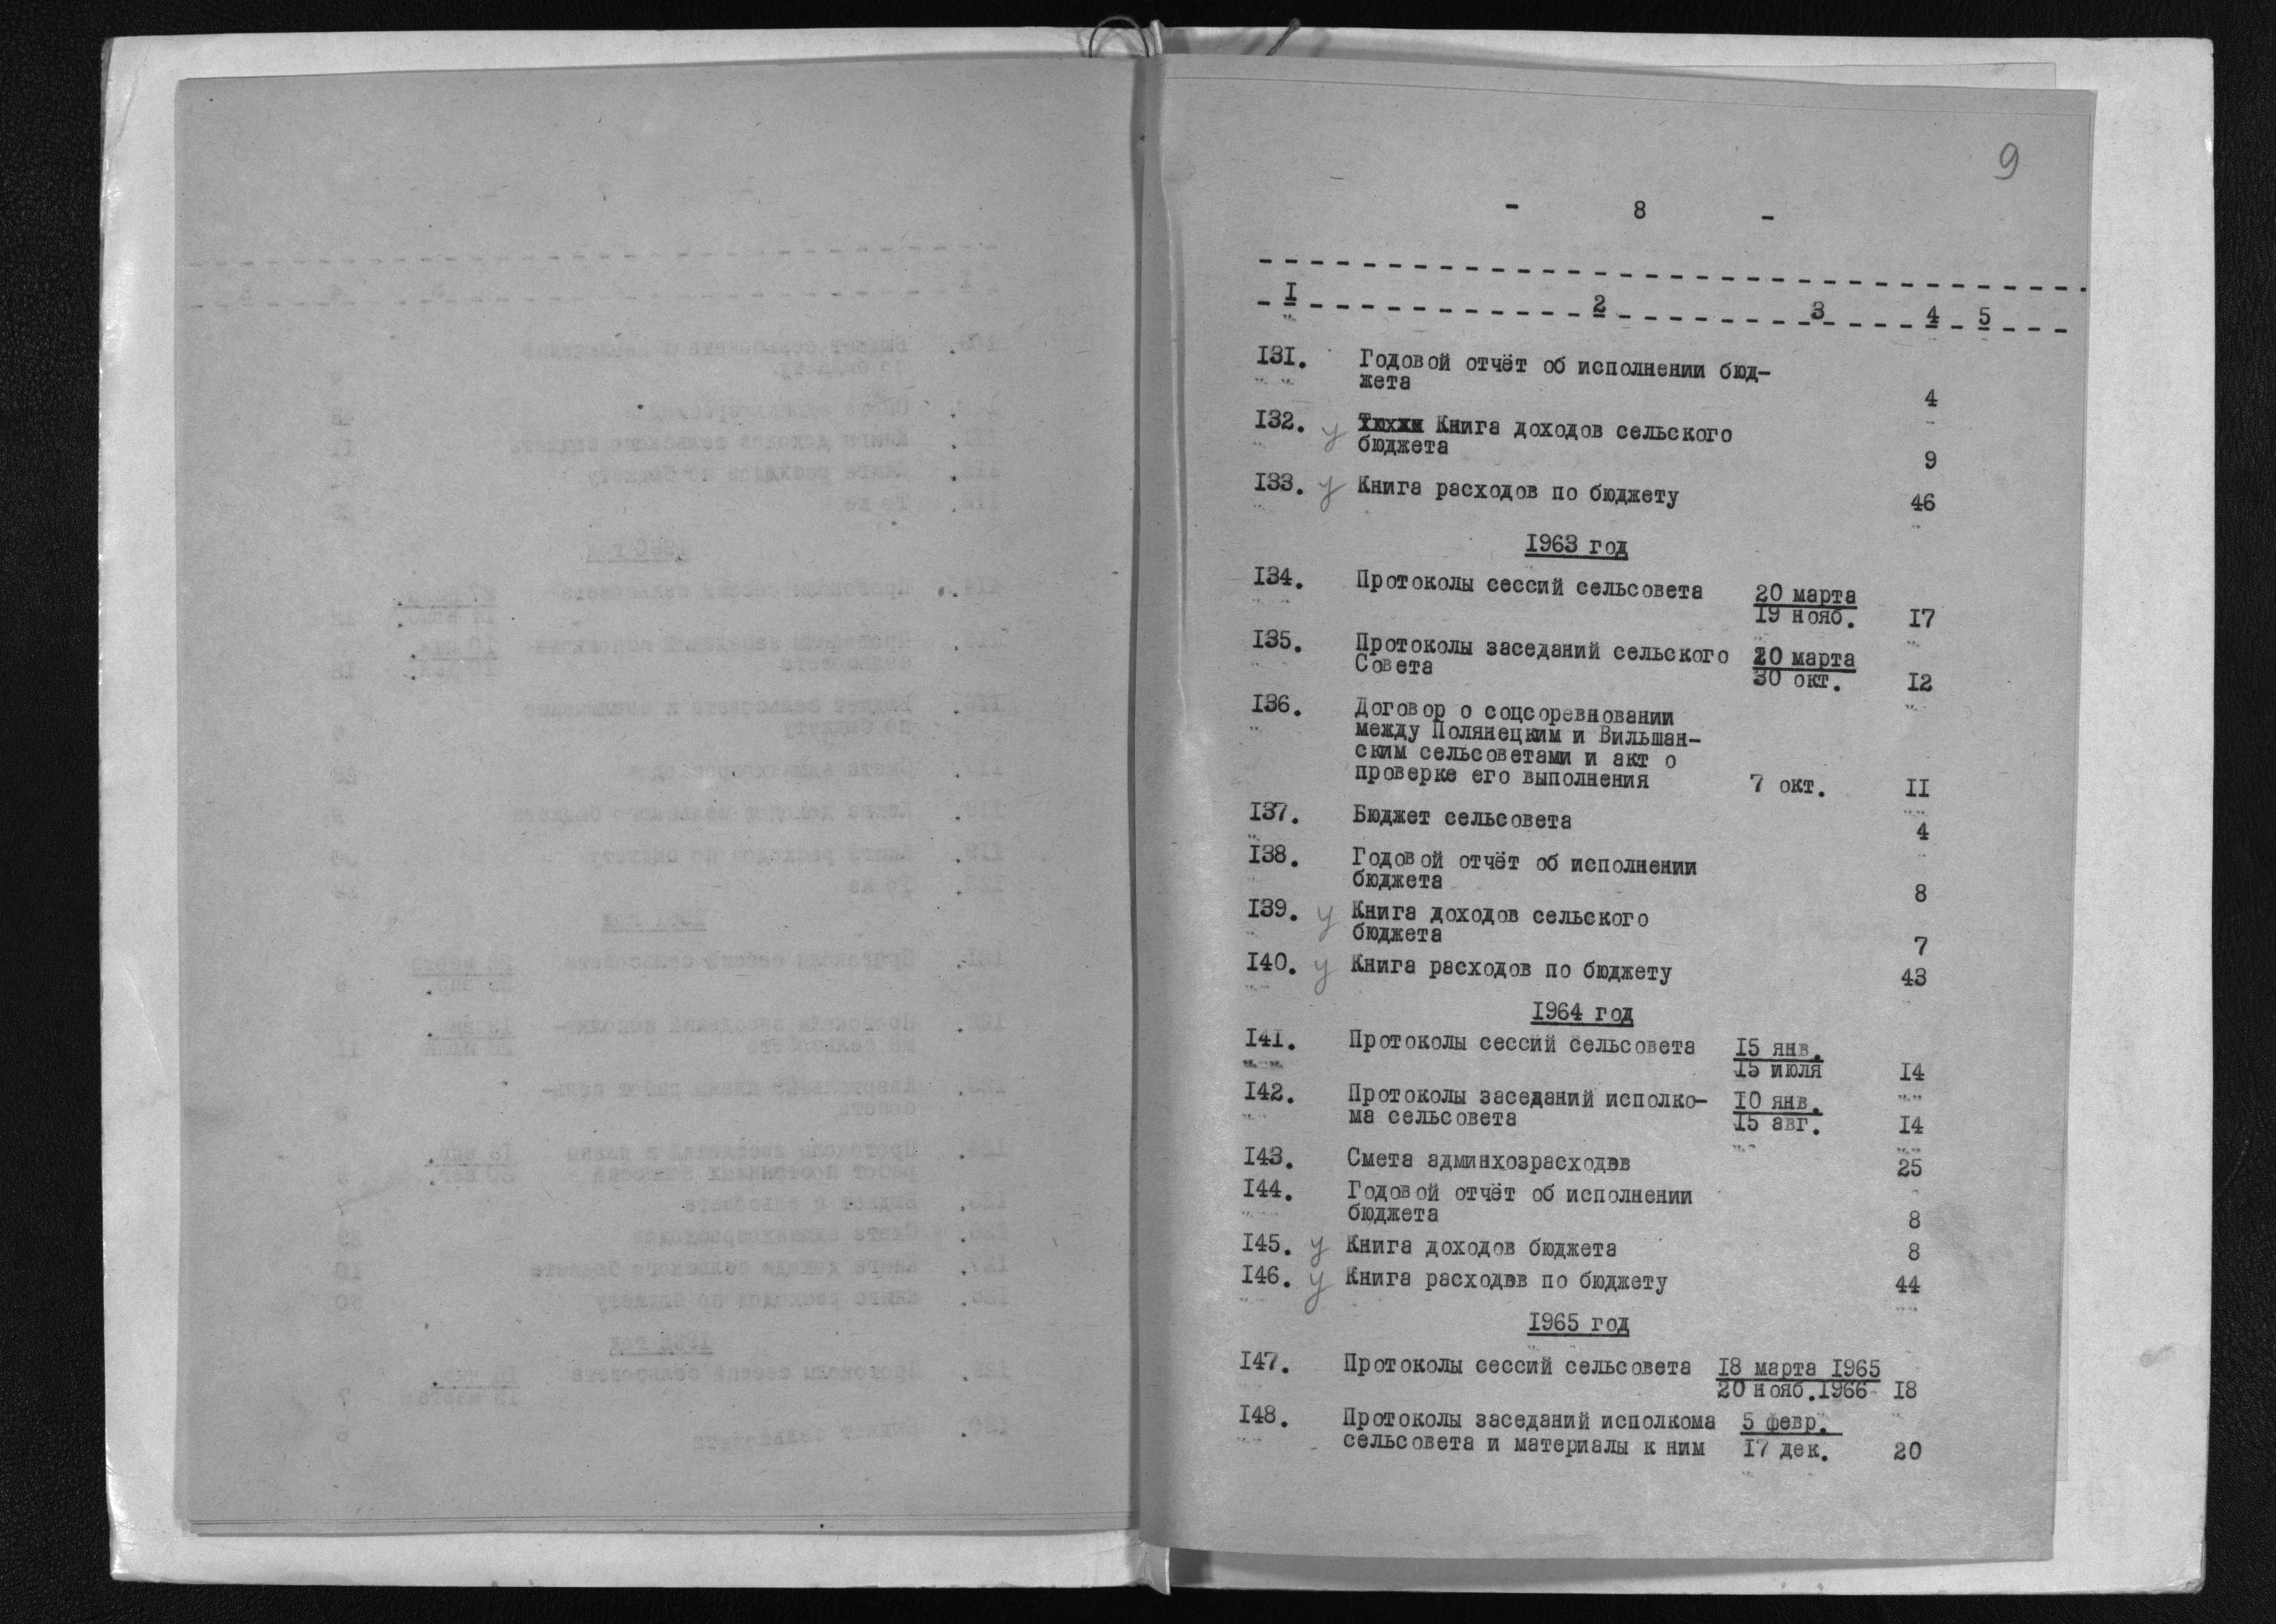 9
- 8 -
I 2 3 4 5
I3I. Годовой отчёт об исполнении бюд-
жета 4
I32. у Книга доходов сельского
бюджета 9
I33. у Книга расходов по бюджету 46
I963 год
I34. Протоколы сессий сельсовета 20 марта
I9 нояб. I7
I35. Протоколы заседаний сельского 20 марта
Совета 30 окт. I2
I36. Договор о соцсоревновании
между Полянецким и Вильшан-
ским сельсоветами и акт о
проверке его выполнения 7 окт. II
I37. Бюджет сельсовета 4
I38. Годовой отчёт об исполнении
бюджета 8
I39. у Книга доходов сельского
бюджета 7
I40. у Книга расходов по бюджету 43
I964 год
I4I. Протоколы сессий сельсовета I5 янв.
I5 июля I4
I42. Протоколы заседаний исполко- I0 янв.
ма сельсовета I5 авг. I4
I43. Смета админхозрасходов 25
I44. Годовой отчёт об исполнении
бюджета 8
I45. у Книга доходов бюджета 8
I46. у Книга расходов по бюджету 44
I965 год
I47. Протоколы сессий сельсовета I8 марта I965
20 нояб.I966 I8
I48. Протоколы заседаний исполкома 5 февр.
сельсовета и материалы к ним I7 дек. 20